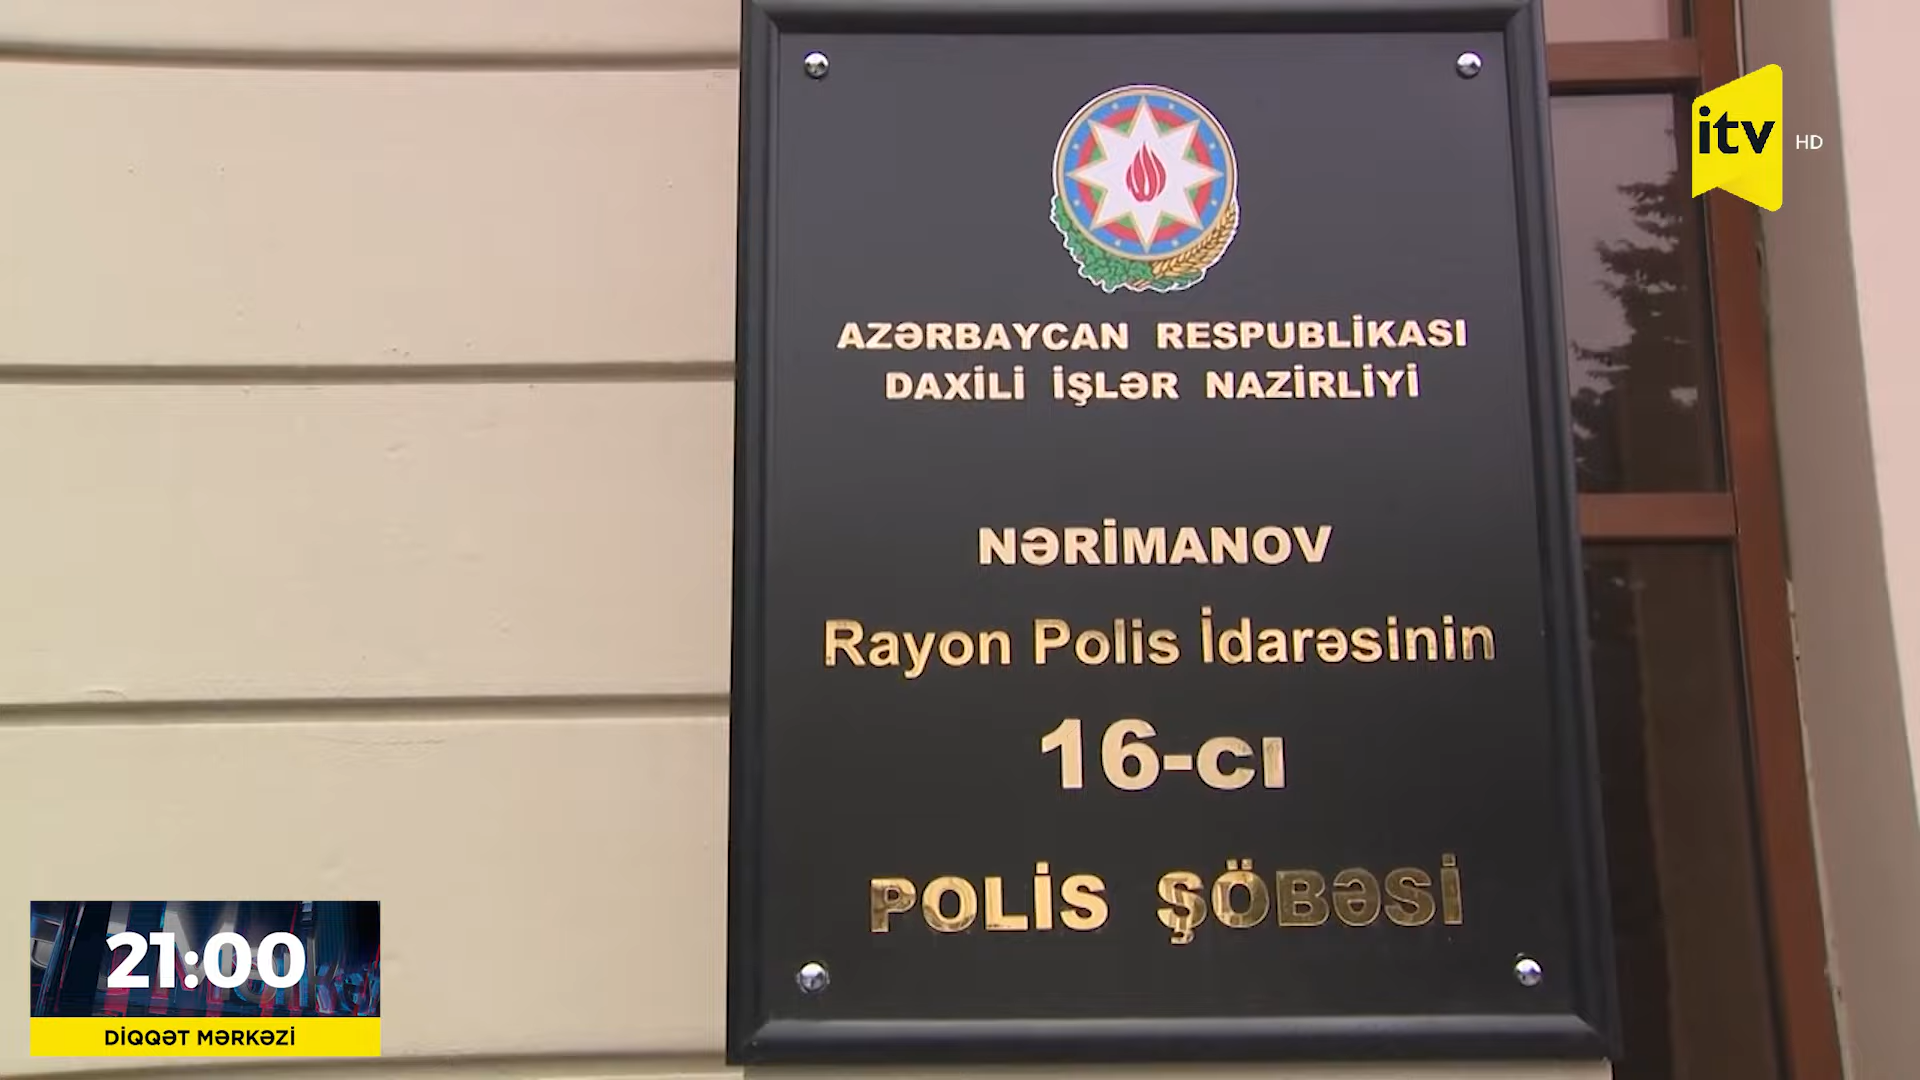 itv HD
AZƏRBAYCAN RESPUBLİKASI
DAXİLİ İŞLƏR NAZİRLİYİ
NƏRİMANOV
Rayon Polis İdarəsinin
16-cı
POLİS ŞÖBƏSİ
21:00
DİQQƏT MƏRKƏZİ